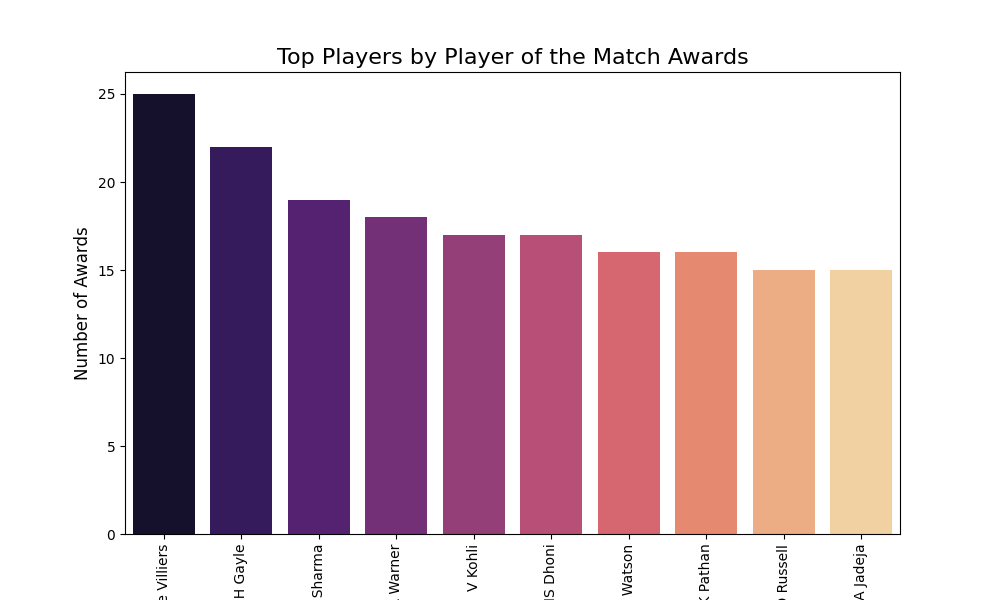 Top Players by Player of the Match Awards
Number of Awards
25
20
15
10
5
0
Villiers
H Gayle
Sharma
Warner
V Kohli
Dhoni
Watson
Pathan
Russell
A Jadeja